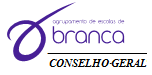 agrupamento de escolas de
branca
CONSELHO-GERAL